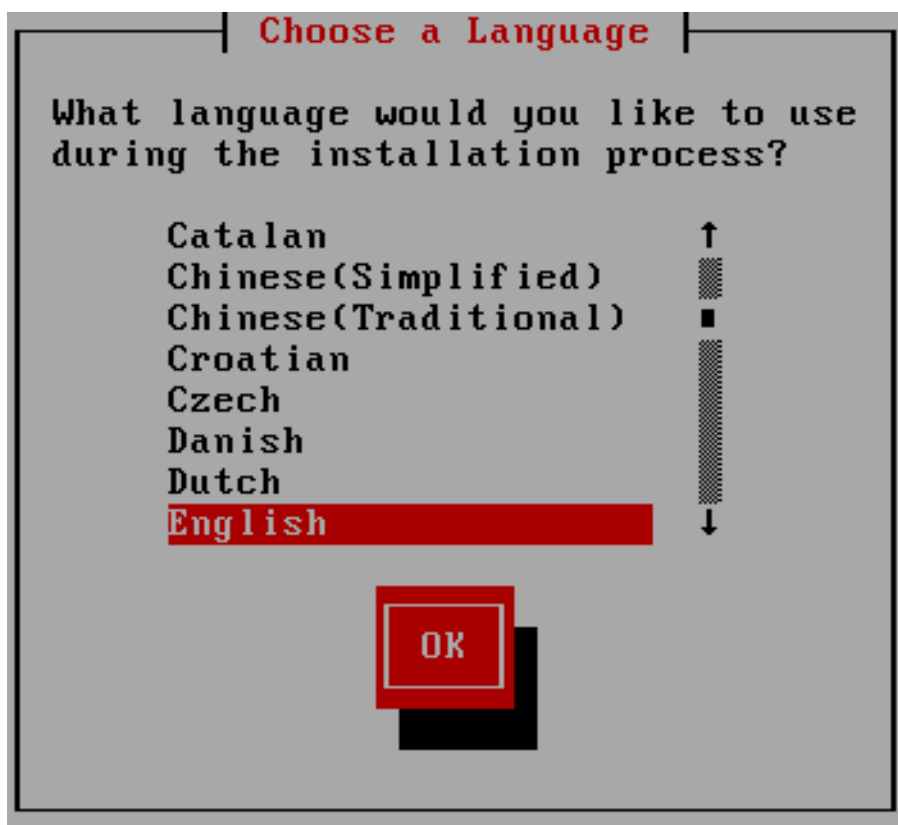 Choose a Language
What language would you like to use
during the installation process?
Catalan
Chinese(Simplified)
Chinese(Traditional)
Croatian
Czech
Danish
Dutch
English
OK